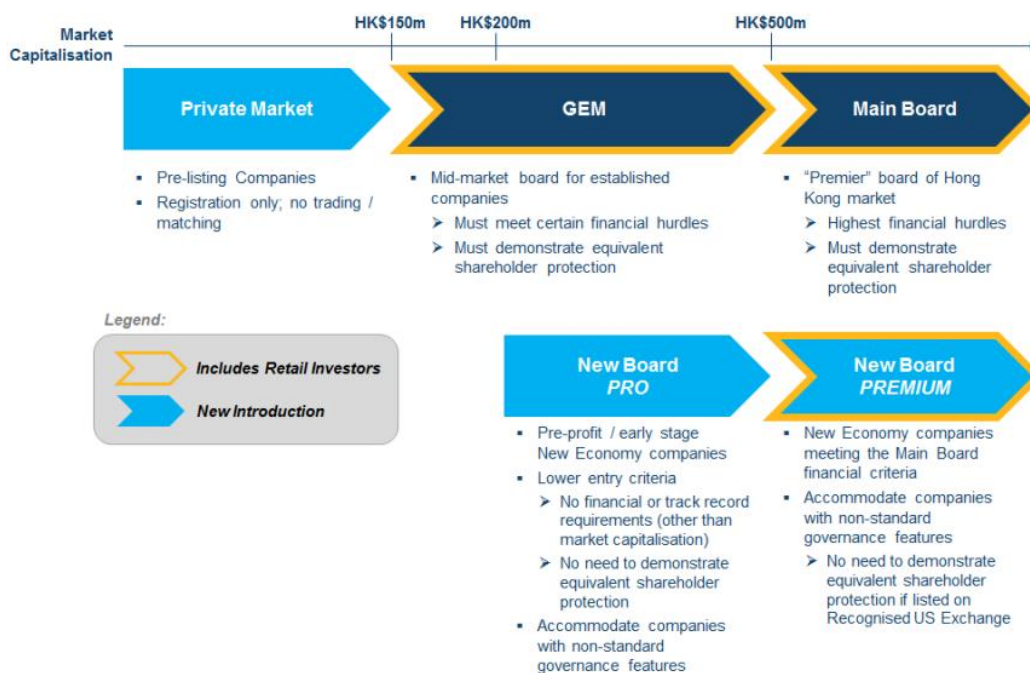 Market
Capitalisation
HK$150m
HK$200m
HK$500m
Private Market
GEM
Main Board
▪ Pre-listing Companies
▪ Registration only; no trading /
matching
▪ Mid-market board for established
companies
➢ Must meet certain financial hurdles
➢ Must demonstrate equivalent
shareholder protection
▪ “Premier” board of Hong
Kong market
➢ Highest financial hurdles
➢ Must demonstrate
equivalent shareholder
protection
Legend:
Includes Retail Investors
New Introduction
New Board
PRO
New Board
PREMIUM
▪ Pre-profit / early stage
New Economy companies
▪ Lower entry criteria
➢ No financial or track record
requirements (other than
market capitalisation)
➢ No need to demonstrate
equivalent shareholder
protection
▪ Accommodate companies
with non-standard
governance features
▪ New Economy companies
meeting the Main Board
financial criteria
▪ Accommodate companies
with non-standard
governance features
➢ No need to demonstrate
equivalent shareholder
protection if listed on
Recognised US Exchange